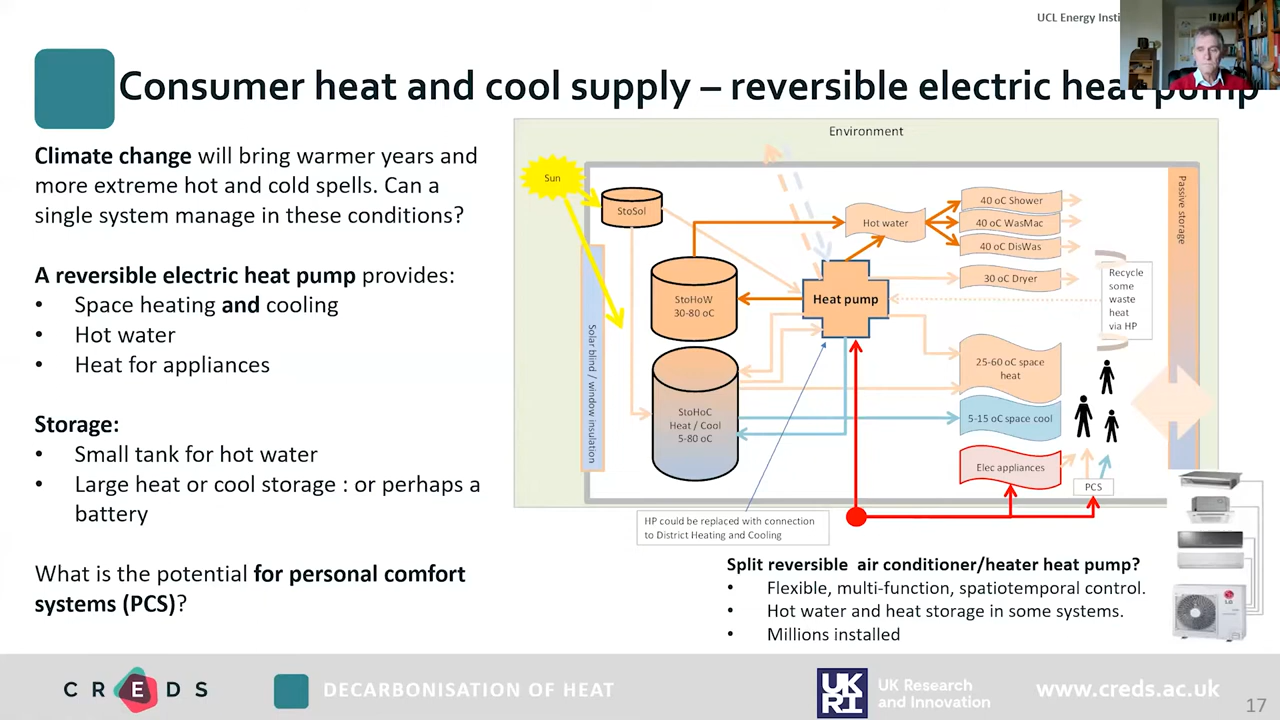 UCL Energy Insti
Consumer heat and cool supply – reversible electric heat pump
Climate change will bring warmer years and
more extreme hot and cold spells. Can a
single system manage in these conditions?
A reversible electric heat pump provides:
• Space heating and cooling
• Hot water
• Heat for appliances
Storage:
• Small tank for hot water
• Large heat or cool storage : or perhaps a
battery
What is the potential for personal comfort
systems (PCS)?
Environment
Sun
StoSol
Hot water
40 oC Shower
40 oC WasMac
40 oC DisWas
30 oC Dryer
Passive storage
StoHoW
30-80 oC
Heat pump
Recycle
some
waste
heat
via HP
Solar blind / window insulation
25-60 oC space
heat
StoHoC
Heat / Cool
5-80 oC
5-15 oC space cool
Elec appliances
PCS
HP could be replaced with connection
to District Heating and Cooling
Split reversible air conditioner/heater heat pump?
• Flexible, multi-function, spatiotemporal control.
• Hot water and heat storage in some systems.
• Millions installed
LG
CREDS
DECARBONISATION OF HEAT
UKRI
UK Research
and Innovation
www.creds.ac.uk
17